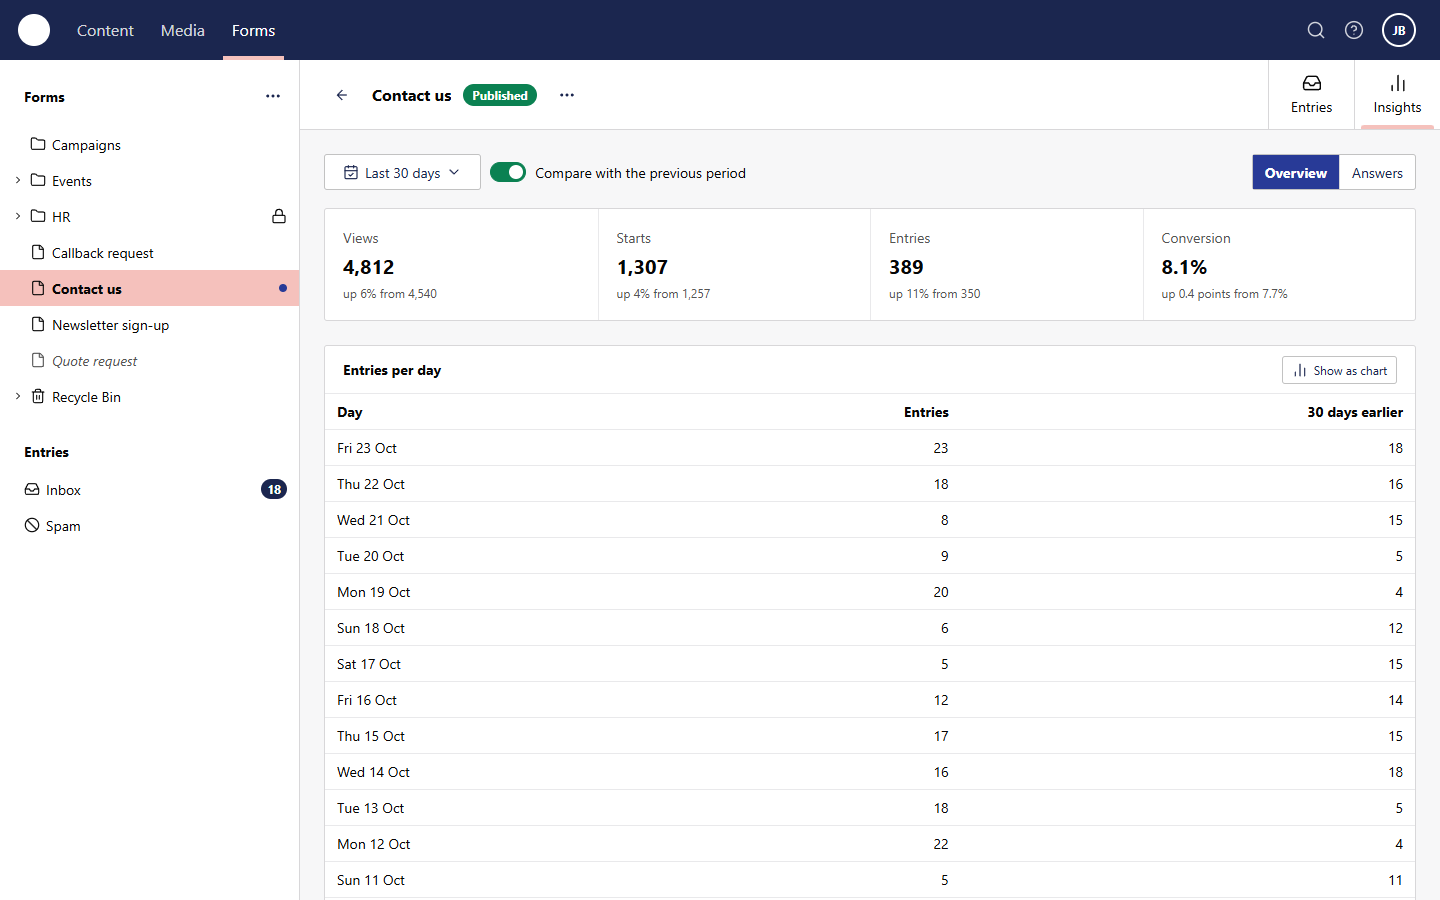 Content Media Forms
JB
Forms
Campaigns
Events
HR
Callback request
Contact us
Newsletter sign-up
Quote request
Recycle Bin
Entries
Inbox 18
Spam
Contact us Published
Entries
Insights
Last 30 days
Compare with the previous period
Overview Answers
Views
4,812
up 6% from 4,540
Starts
1,307
up 4% from 1,257
Entries
389
up 11% from 350
Conversion
8.1%
up 0.4 points from 7.7%
Entries per day
Show as chart
Day Entries 30 days earlier
Fri 23 Oct 23 18
Thu 22 Oct 18 16
Wed 21 Oct 8 15
Tue 20 Oct 9 5
Mon 19 Oct 20 4
Sun 18 Oct 6 12
Sat 17 Oct 5 15
Fri 16 Oct 12 14
Thu 15 Oct 17 15
Wed 14 Oct 16 18
Tue 13 Oct 18 5
Mon 12 Oct 22 4
Sun 11 Oct 5 11